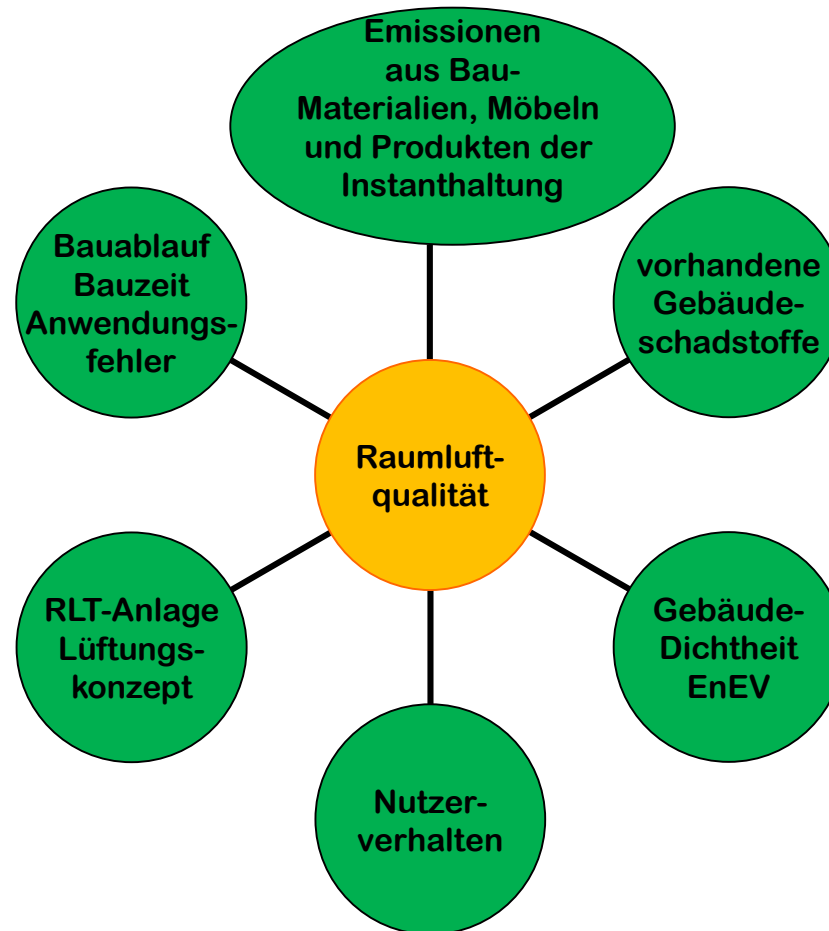 Emissionen
aus Bau-
Materialien, Möbeln
und Produkten der
Instanthaltung
Bauablauf
Bauzeit
Anwendungs-
fehler
vorhandene
Gebäude-
schadstoffe
Raumluft-
qualität
RLT-Anlage
Lüftungs-
konzept
Gebäude-
Dichtheit
EnEV
Nutzer-
verhalten